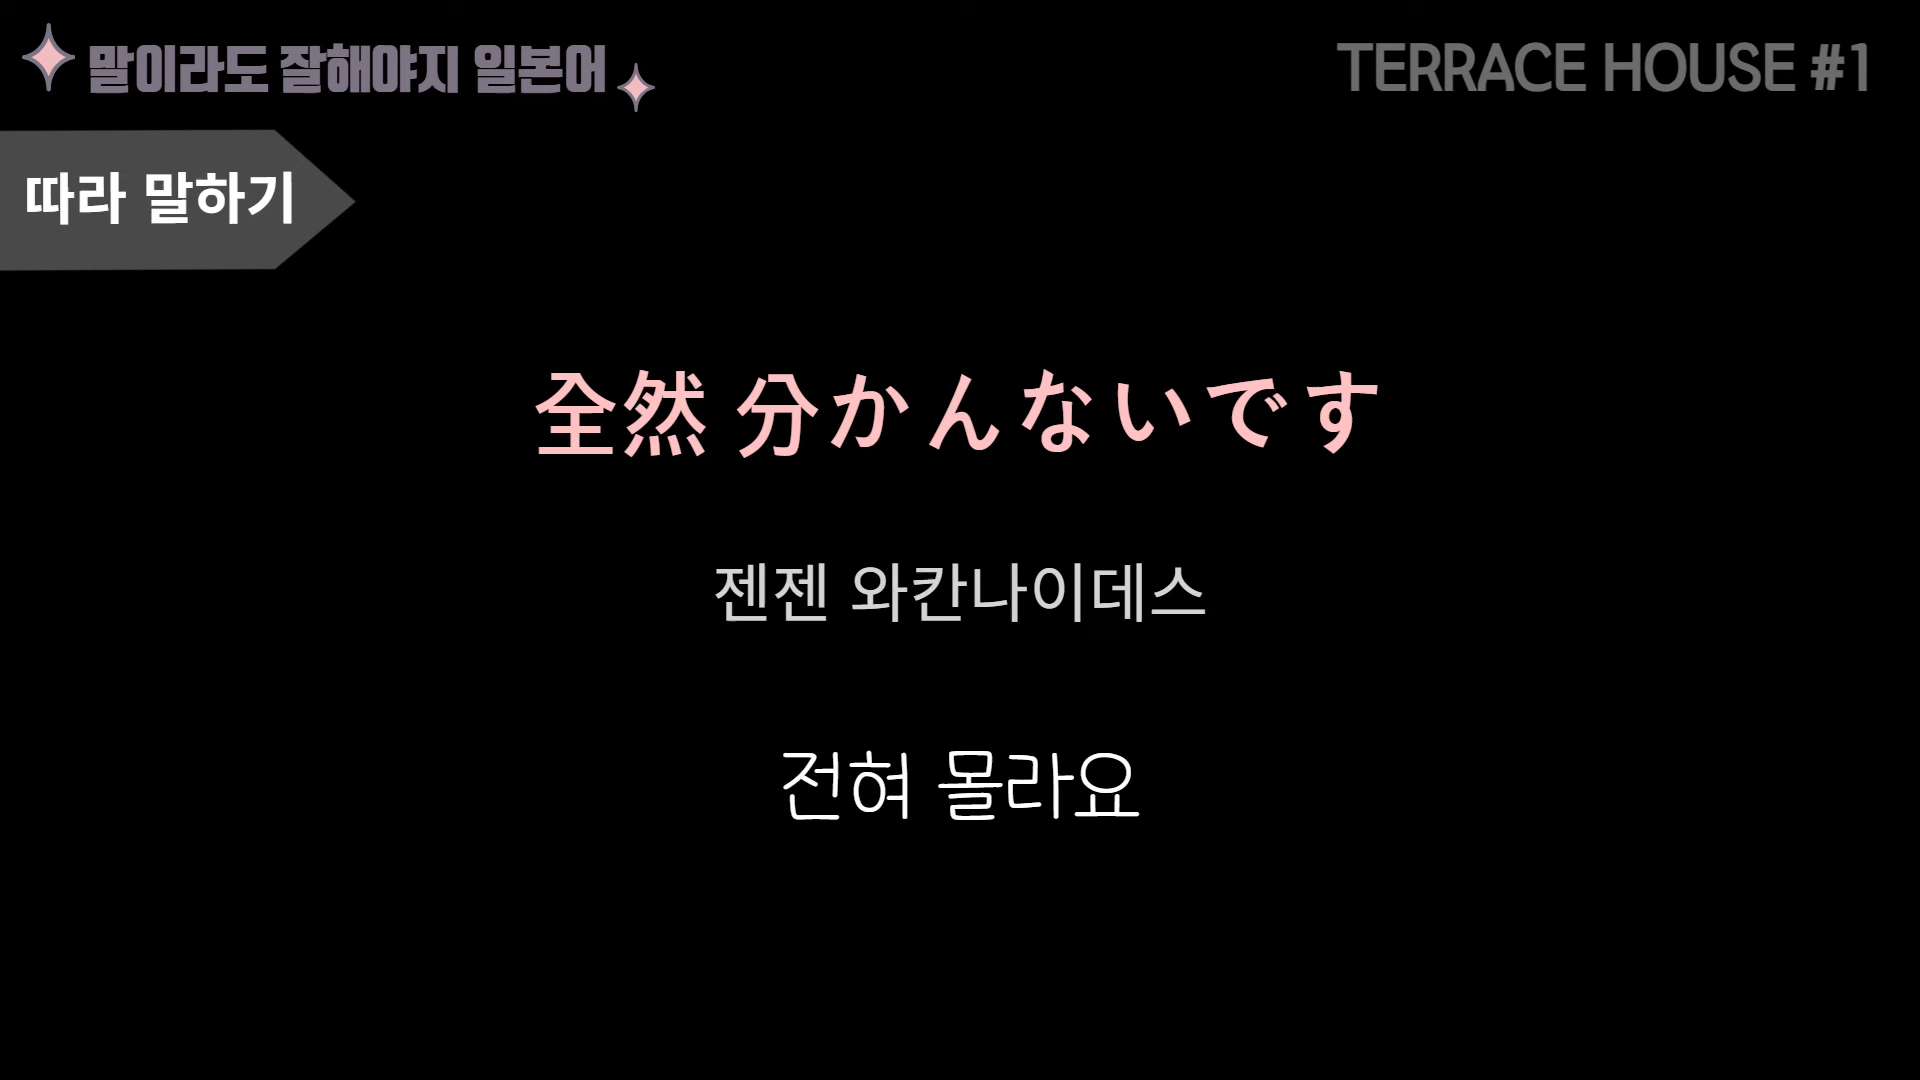 말이라도 잘해야지 일본어
TERRACE HOUSE #1
따라 말하기
全然 分かんないです
젠젠 와칸나이데스
전혀 몰라요